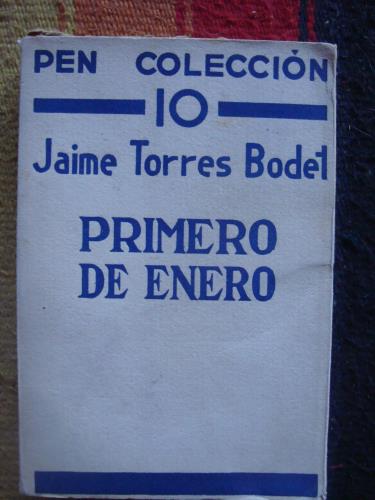 PEN COLECCIÓN
10
Jaime Torres Bodet
PRIMERO
DE ENERO